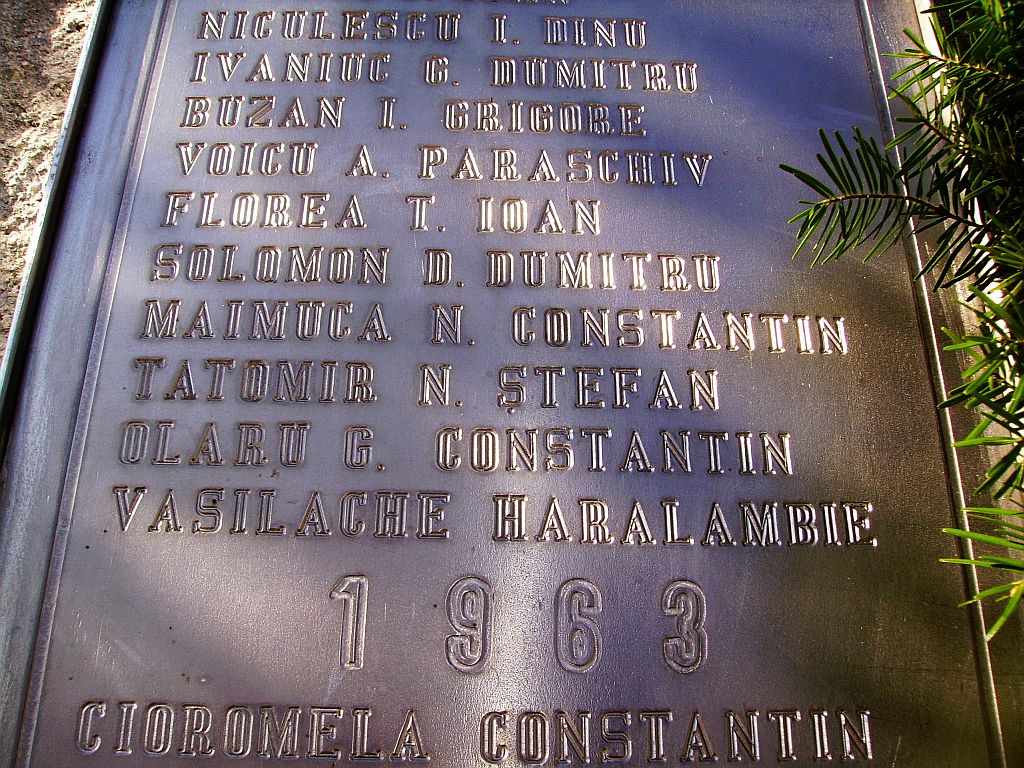 NICULESCU I. DINU
IVANIUC G. DUMITRU
BUZAN I. GRIGORE
VOICU A. PARASCHIV
FLOREA T. IOAN
SOLOMON D. DUMITRU
MAIMUCA N. CONSTANTIN
TATOMIR N. ȘTEFAN
OLARU G. CONSTANTIN
VASILACHE HARALAMBIE
1963
CIOROMELA CONSTANTIN